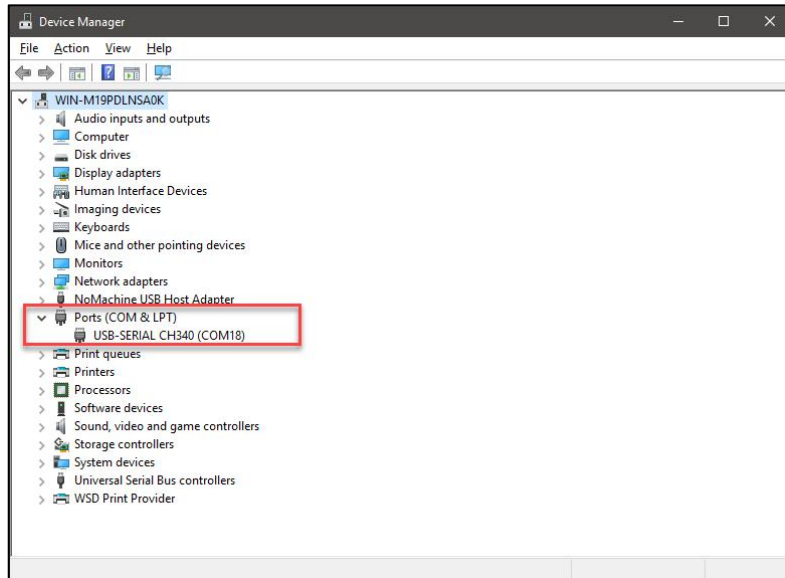 Device Manager
File Action View Help
WIN-M19PDLNSA0K
Audio inputs and outputs
Computer
Disk drives
Display adapters
Human Interface Devices
Imaging devices
Keyboards
Mice and other pointing devices
Monitors
Network adapters
NoMachine USB Host Adapter
Ports (COM & LPT)
USB-SERIAL CH340 (COM18)
Print queues
Printers
Processors
Software devices
Sound, video and game controllers
Storage controllers
System devices
Universal Serial Bus controllers
WSD Print Provider